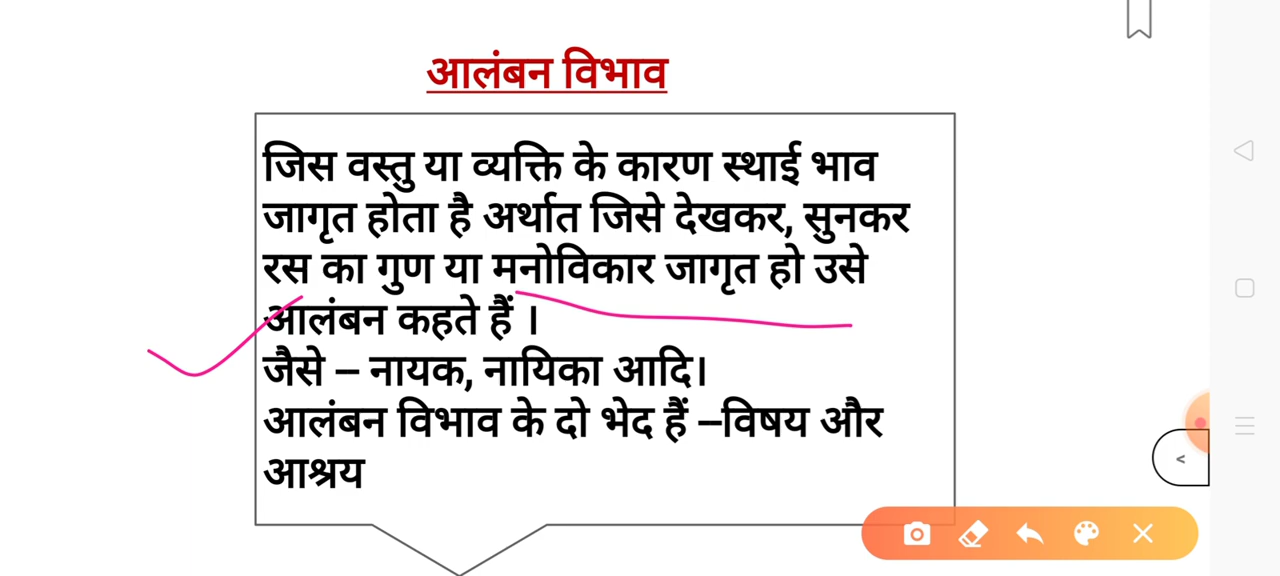 आलंबन विभाव
जिस वस्तु या व्यक्ति के कारण स्थाई भाव
जागृत होता है अर्थात जिसे देखकर, सुनकर
रस का गुण या मनोविकार जागृत हो उसे
आलंबन कहते हैं ।
जैसे – नायक, नायिका आदि।
आलंबन विभाव के दो भेद हैं –विषय और
आश्रय